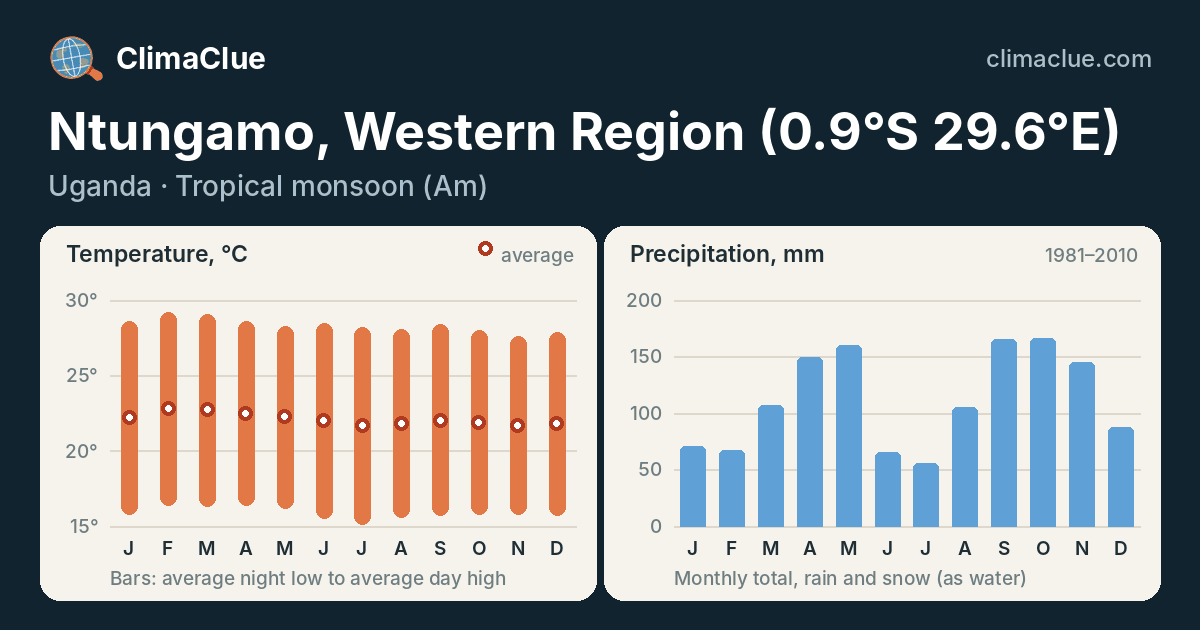 ClimaClue
climaclue.com
Ntungamo, Western Region (0.9°S 29.6°E)
Uganda · Tropical monsoon (Am)
Temperature, °C
average
30°
25°
20°
15°
J F M A M J J A S O N D
Bars: average night low to average day high
Precipitation, mm
1981–2010
200
150
100
50
0
J F M A M J J A S O N D
Monthly total, rain and snow (as water)